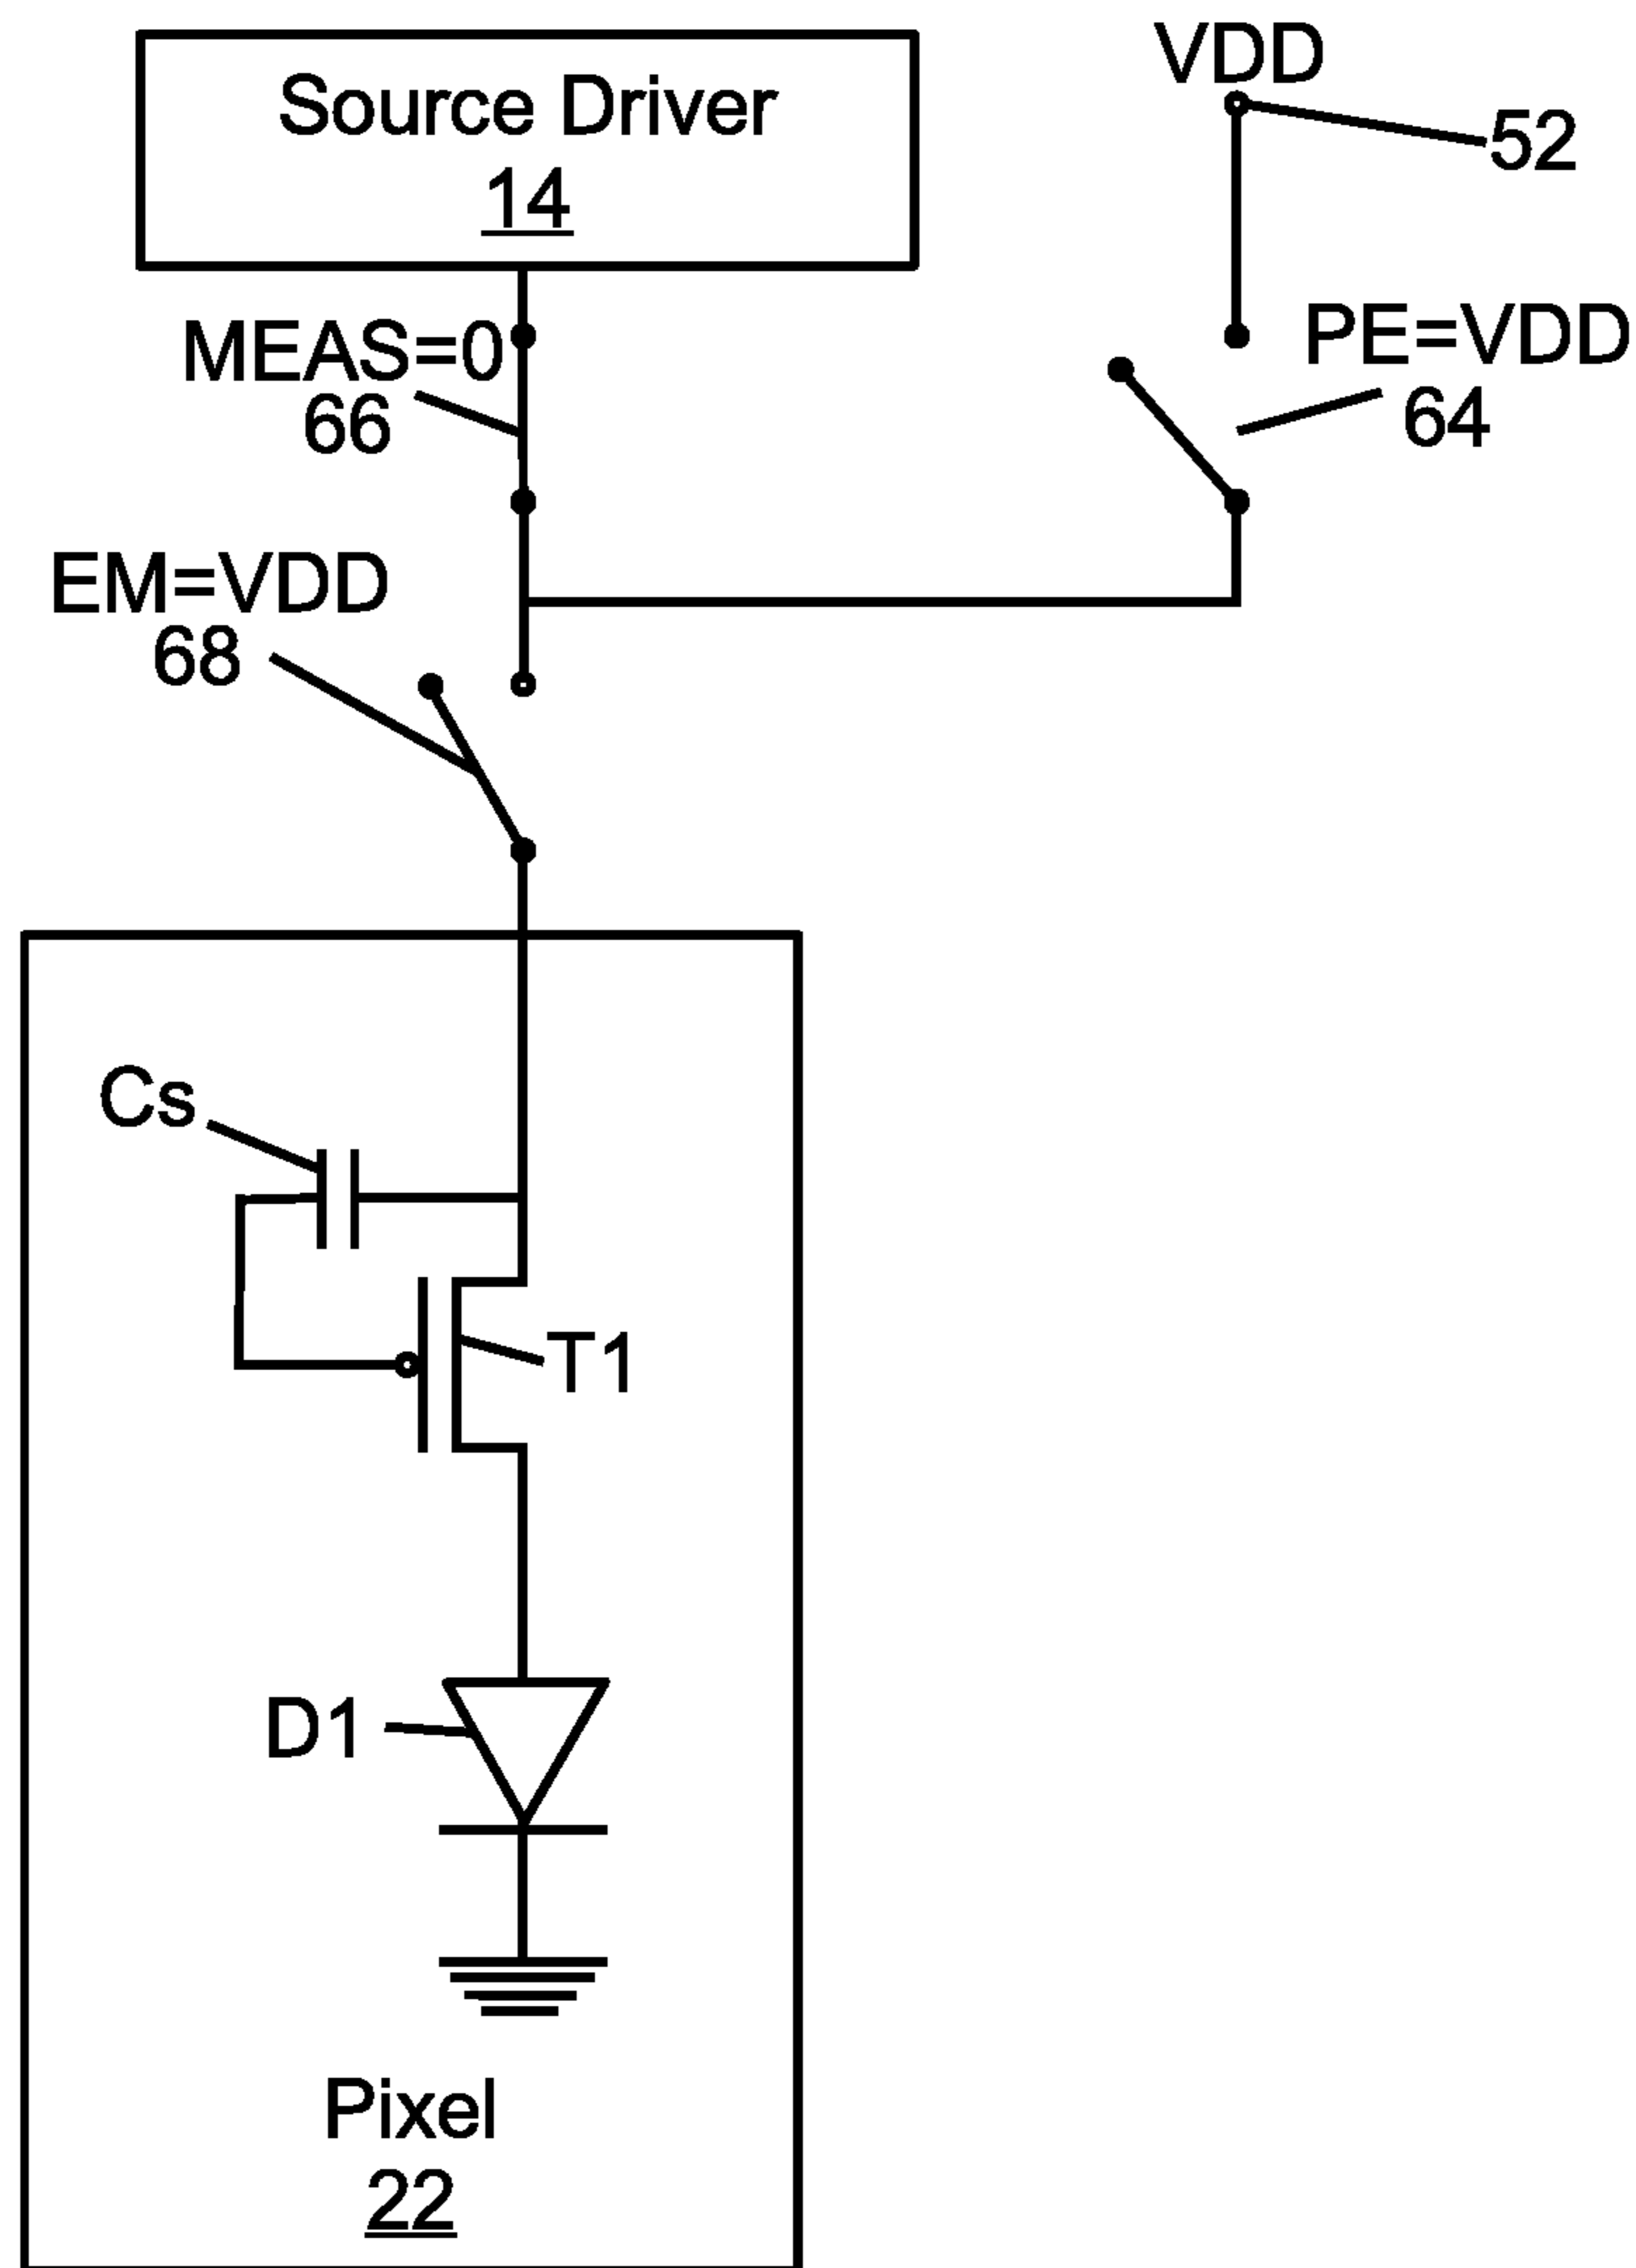 Source Driver
14
VDD
52
MEAS=0
66
PE=VDD
64
EM=VDD
68
Cs
T1
D1
Pixel
22